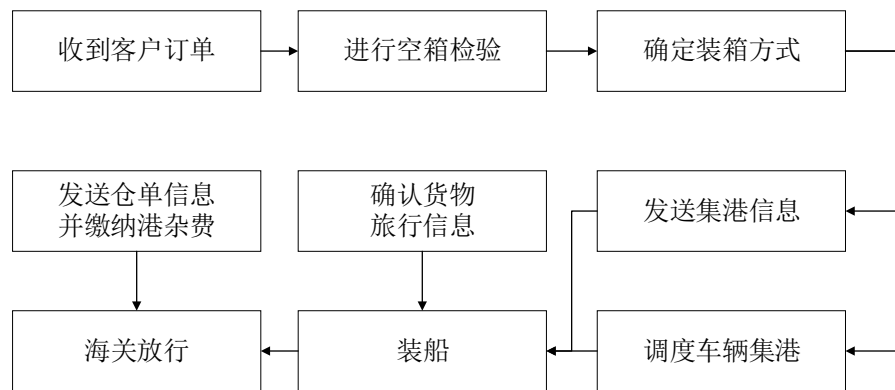 收到客户订单
进行空箱检验
确定装箱方式
发送仓单信息
并缴纳港杂费
确认货物
旅行信息
发送集港信息
海关放行
装船
调度车辆集港